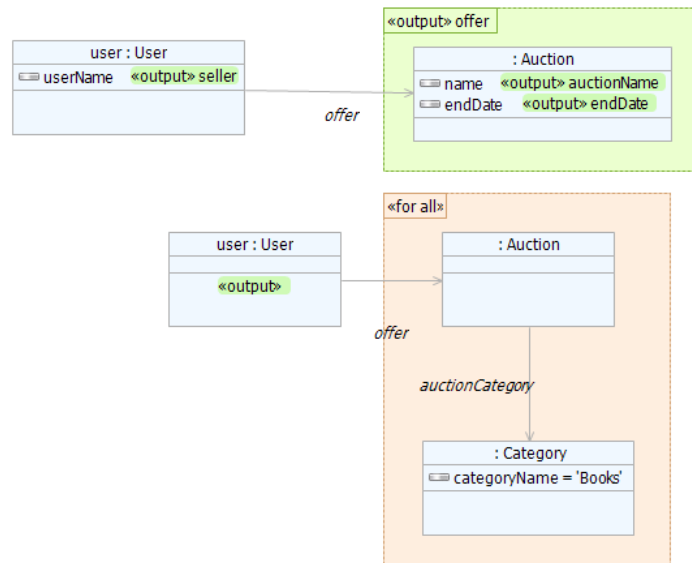 «output» offer
user : User
userName «output» seller
: Auction
name «output» auctionName
endDate «output» endDate
offer
«for all»
user : User
«output»
: Auction
offer
auctionCategory
: Category
categoryName = 'Books'